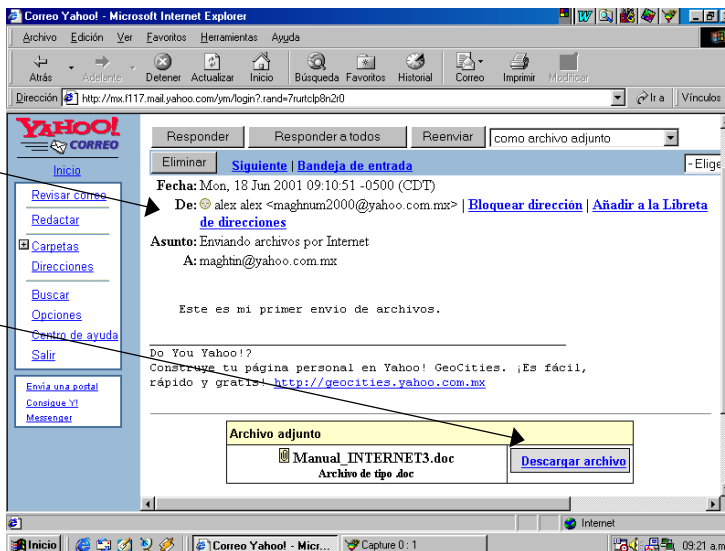 Correo Yahoo! - Microsoft Internet Explorer
Archivo Edición Ver Favoritos Herramientas Ayuda
Atrás Adelante Detener Actualizar Inicio Búsqueda Favoritos Historial Correo Imprimir Modificar
Dirección http://mx.f117.mail.yahoo.com/ym/login?.rand=7rurtclp8n2r0 Ir a Vínculos
YAHOO!
CORREO
Inicio
Revisar correo
Redactar
Carpetas
Direcciones
Buscar
Opciones
Centro de ayuda
Salir
Envía una postal
Consigue Y!
Messenger
Responder Responder a todos Reenviar como archivo adjunto
Eliminar Siguiente | Bandeja de entrada - Elige
Fecha: Mon, 18 Jun 2001 09:10:51 -0500 (CDT)
De: alex alex <maghnum2000@yahoo.com.mx> | Bloquear dirección | Añadir a la Libreta
de direcciones
Asunto: Enviando archivos por Internet
A: maghtin@yahoo.com.mx
Este es mi primer envio de archivos.
Do You Yahoo!?
Construye tu página personal en Yahoo! GeoCities. ¡Es fácil,
rápido y gratis! http://geocities.yahoo.com.mx
Archivo adjunto
Manual_INTERNET3.doc Descargar archivo
Archivo de tipo .doc
Internet
Inicio Correo Yahoo! - Micr... Capture 0 : 1 09:21 a.m